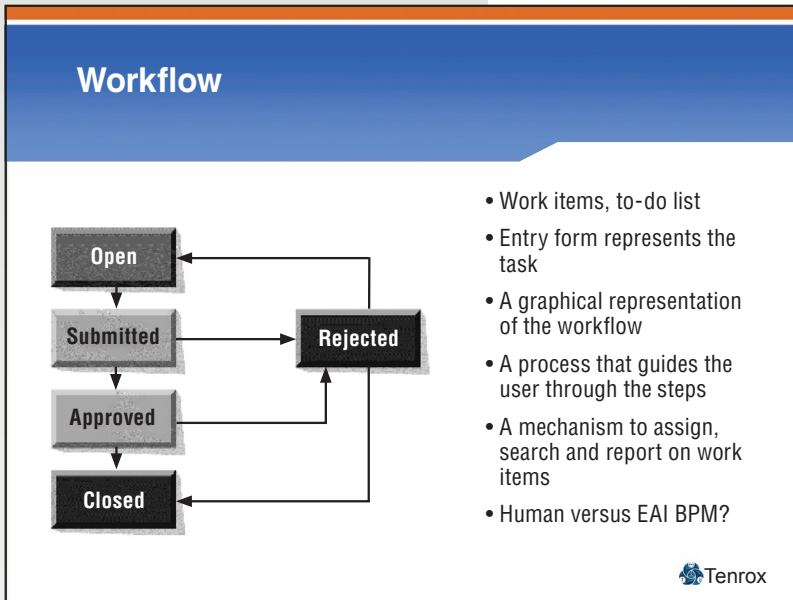 Workflow
Open
Submitted
Rejected
Approved
Closed
• Work items, to-do list
• Entry form represents the
task
• A graphical representation
of the workflow
• A process that guides the
user through the steps
• A mechanism to assign,
search and report on work
items
• Human versus EAI BPM?
Tenrox